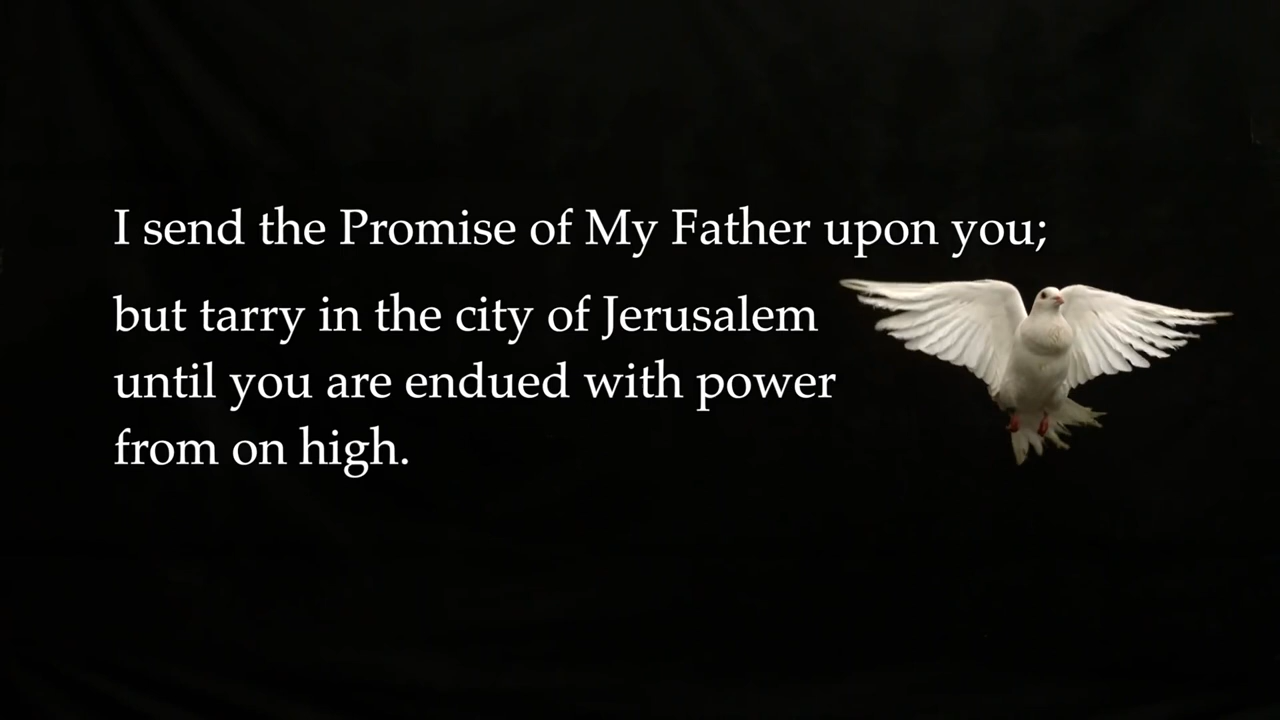 I send the Promise of My Father upon you;
but tarry in the city of Jerusalem
until you are endued with power
from on high.